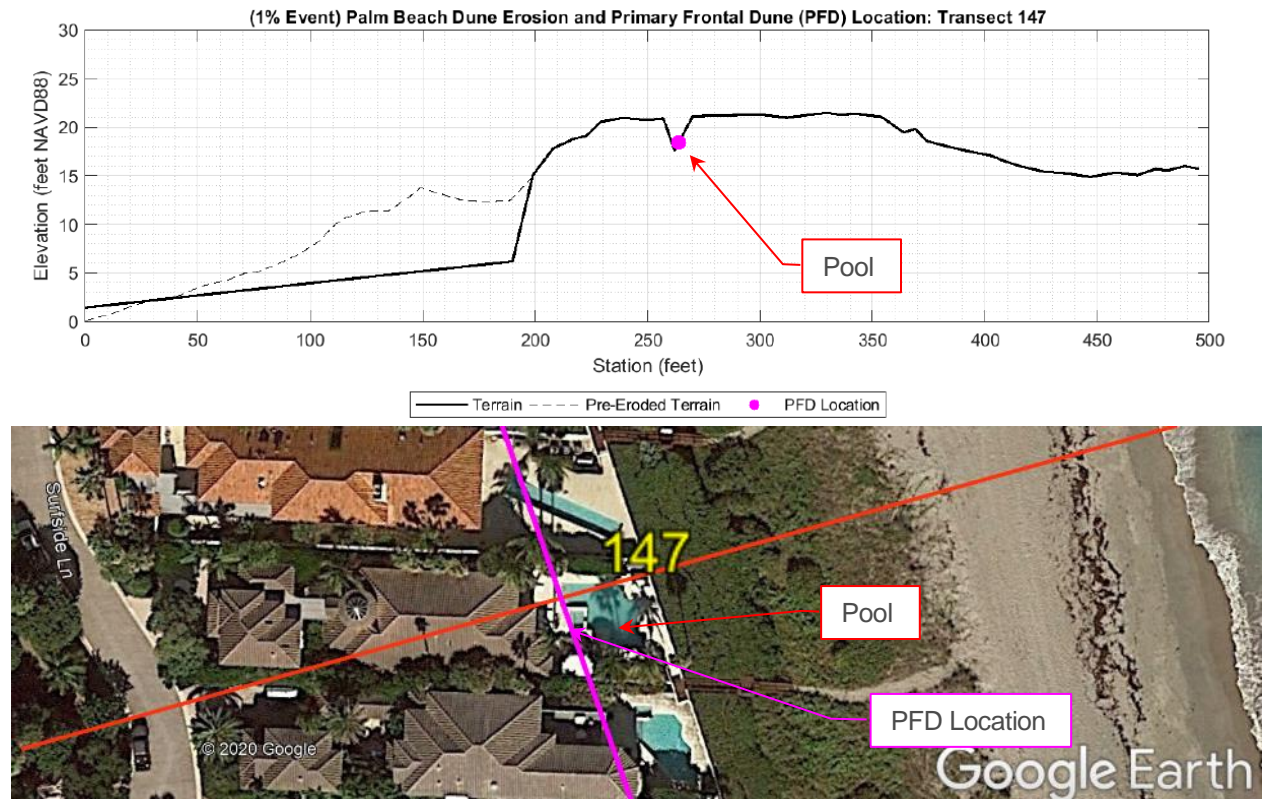 (1% Event) Palm Beach Dune Erosion and Primary Frontal Dune (PFD) Location: Transect 147
30
25
20
15
10
5
0
Elevation (feet NAVD88)
Pool
0 50 100 150 200 250 300 350 400 450 500
Station (feet)
Terrain Pre-Eroded Terrain PFD Location
Surfside Ln
147
Pool
PFD Location
© 2020 Google
Google Earth